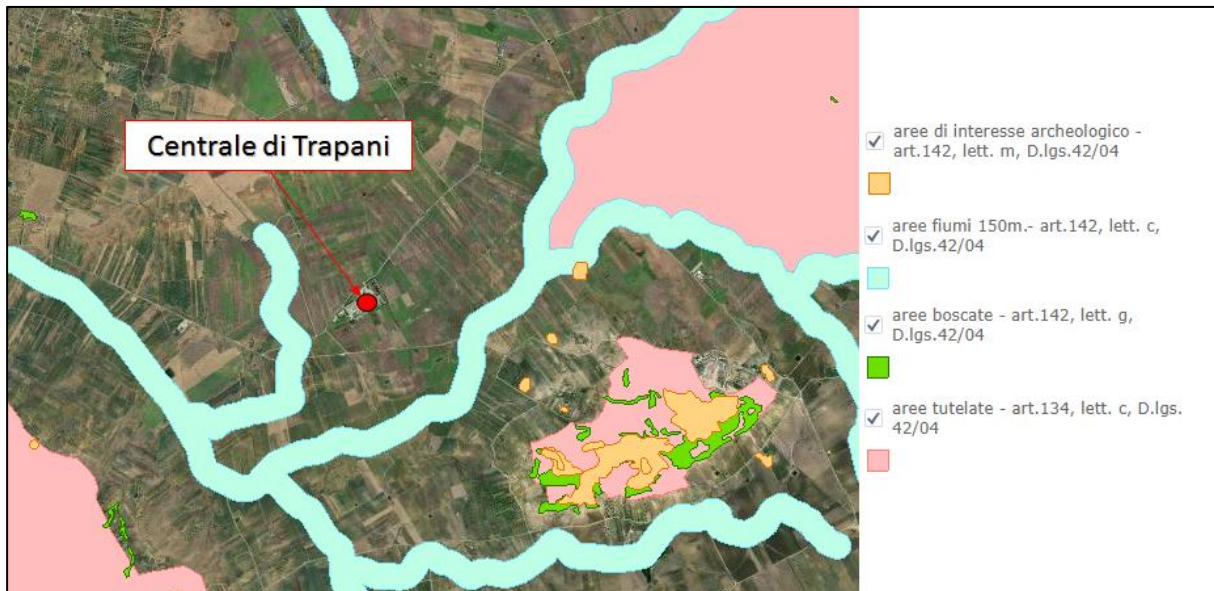 Centrale di Trapani
aree di interesse archeologico -
art.142, lett. m, D.lgs.42/04
aree fiumi 150m.- art.142, lett. c,
D.lgs.42/04
aree boscate - art.142, lett. g,
D.lgs.42/04
aree tutelate - art.134, lett. c, D.lgs.
42/04